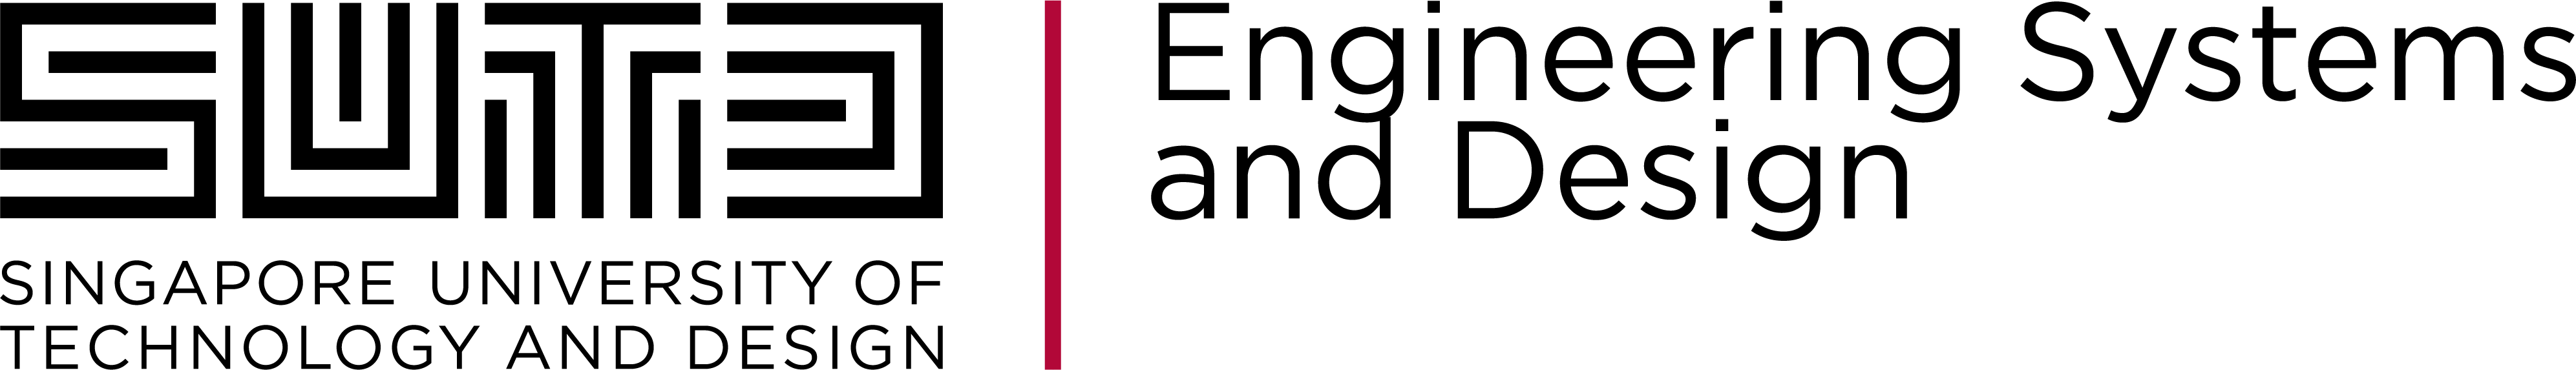 SUTD
SINGAPORE UNIVERSITY OF
TECHNOLOGY AND DESIGN
Engineering Systems
and Design